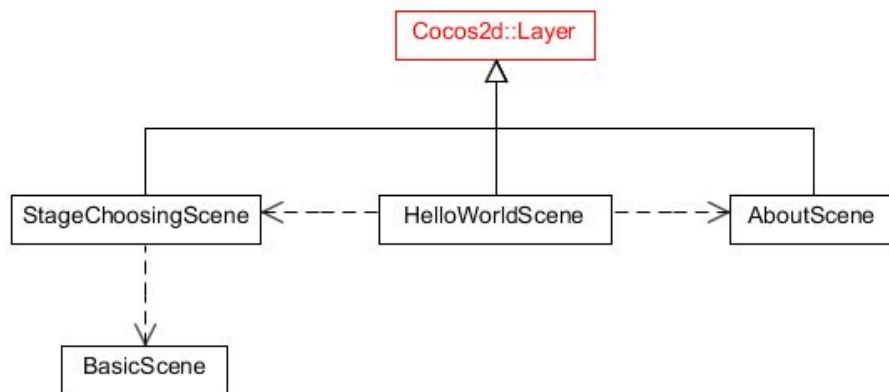 Cocos2d::Layer
StageChoosingScene
HelloWorldScene
AboutScene
BasicScene